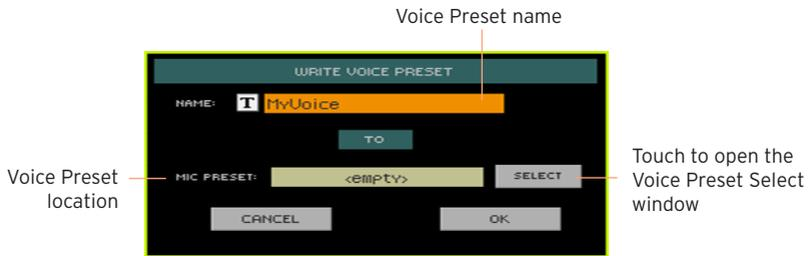 Voice Preset name
WRITE VOICE PRESET
NAME: T MyVoice
TO
Voice Preset
location
MIC PRESET: <empty> SELECT
Touch to open the
Voice Preset Select
window
CANCEL OK